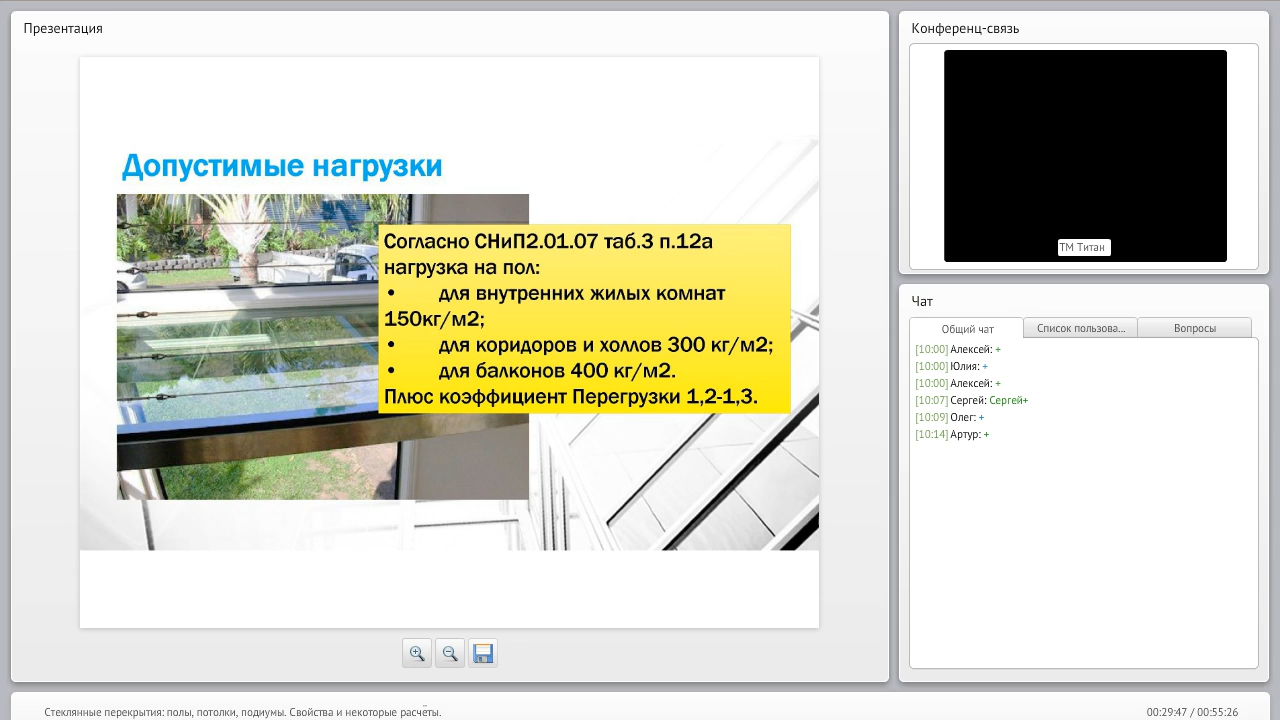 Презентация
Допустимые нагрузки
Согласно СНиП2.01.07 таб.3 п.12а
нагрузка на пол:
• для внутренних жилых комнат
150кг/м2;
• для коридоров и холлов 300 кг/м2;
• для балконов 400 кг/м2.
Плюс коэффициент Перегрузки 1,2-1,3.
Конференц-связь
ТМ Титан
Чат
Общий чат
Список пользова...
Вопросы
[10:00] Алексей: +
[10:00] Юлия: +
[10:00] Алексей: +
[10:07] Сергей: Сергей+
[10:09] Олег: +
[10:14] Артур: +
Стеклянные перекрытия: полы, потолки, подиумы. Свойства и некоторые расчёты.
00:29:47 / 00:55:26